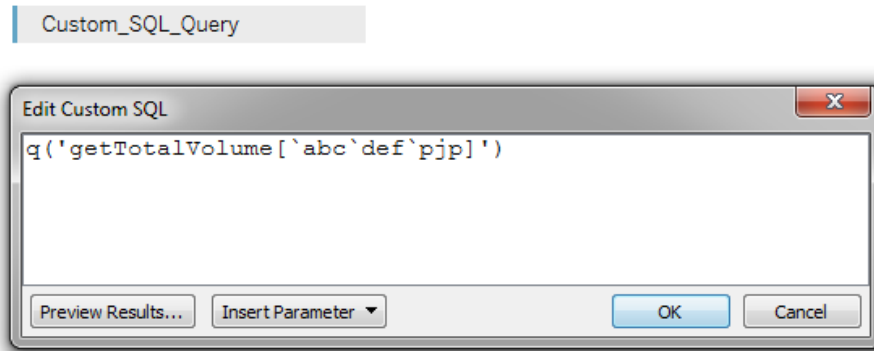 Custom_SQL_Query
Edit Custom SQL
x
q('getTotalVolume[`abc`def`pjp]')
Preview Results... Insert Parameter OK Cancel